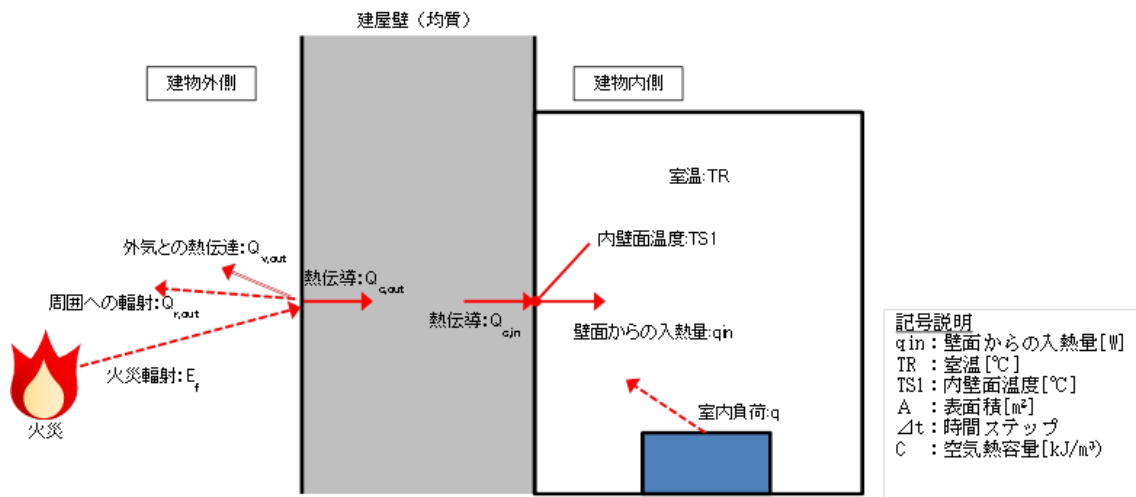 建屋壁（均質）
建物外側
建物内側
室温:TR
外気との熱伝達:Qv,out
内壁面温度:TS1
熱伝導:Qc,out
周囲への輻射:Qr,out
熱伝導:Qc,in
壁面からの入熱量:qin
火災輻射:Ef
火災
室内負荷:q
記号説明
qin：壁面からの入熱量[W]
TR ：室温[℃]
TS1：内壁面温度[℃]
A ：表面積[m²]
⊿t：時間ステップ
C ：空気熱容量[kJ/m³)